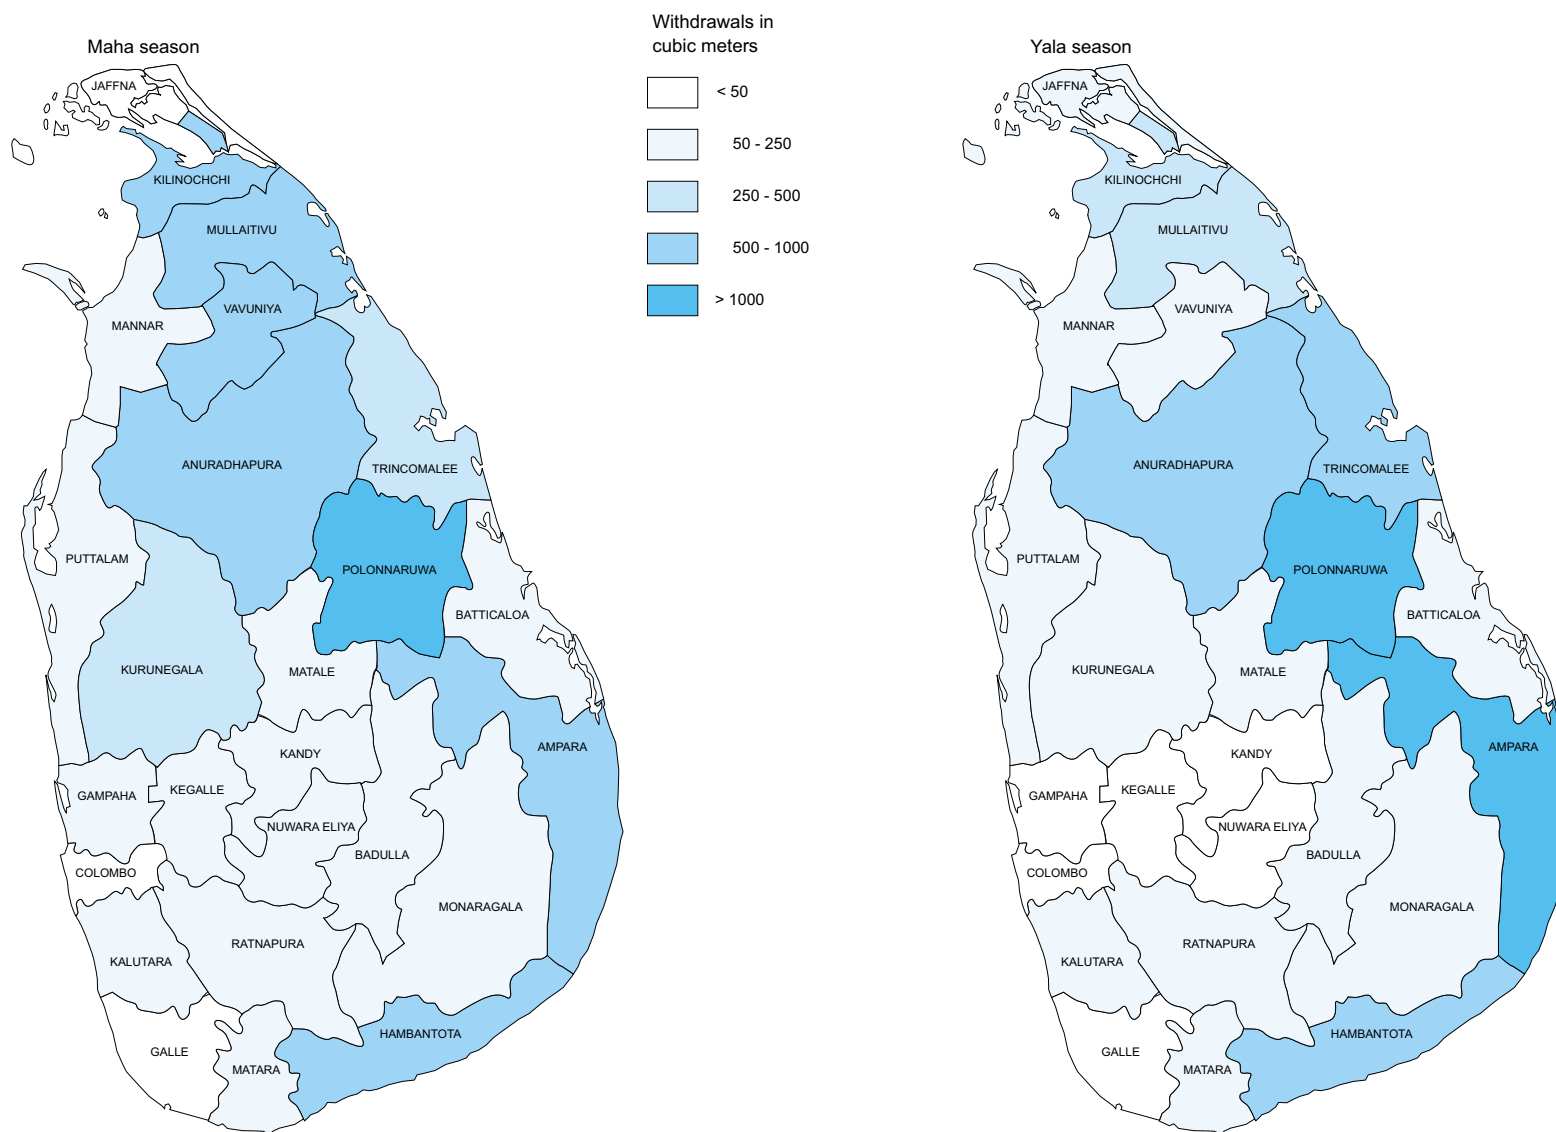 Maha season
JAFFNA
KILINOCHCHI
MULLAITIVU
VAVUNIYA
MANNAR
ANURADHAPURA
TRINCOMALEE
PUTTALAM
POLONNARUWA
BATTICALOA
KURUNEGALA
MATALE
AMPARA
KANDY
GAMPAHA
KEGALLE
NUWARA ELIYA
BADULLA
COLOMBO
MONARAGALA
RATNAPURA
KALUTARA
HAMBANTOTA
GALLE
MATARA
Withdrawals in
cubic meters
< 50
50 - 250
250 - 500
500 - 1000
> 1000
Yala season
JAFFNA
KILINOCHCHI
MULLAITIVU
VAVUNIYA
MANNAR
ANURADHAPURA
TRINCOMALEE
PUTTALAM
POLONNARUWA
BATTICALOA
KURUNEGALA
MATALE
AMPARA
KANDY
GAMPAHA
KEGALLE
NUWARA ELIYA
BADULLA
COLOMBO
MONARAGALA
RATNAPURA
KALUTARA
HAMBANTOTA
GALLE
MATARA